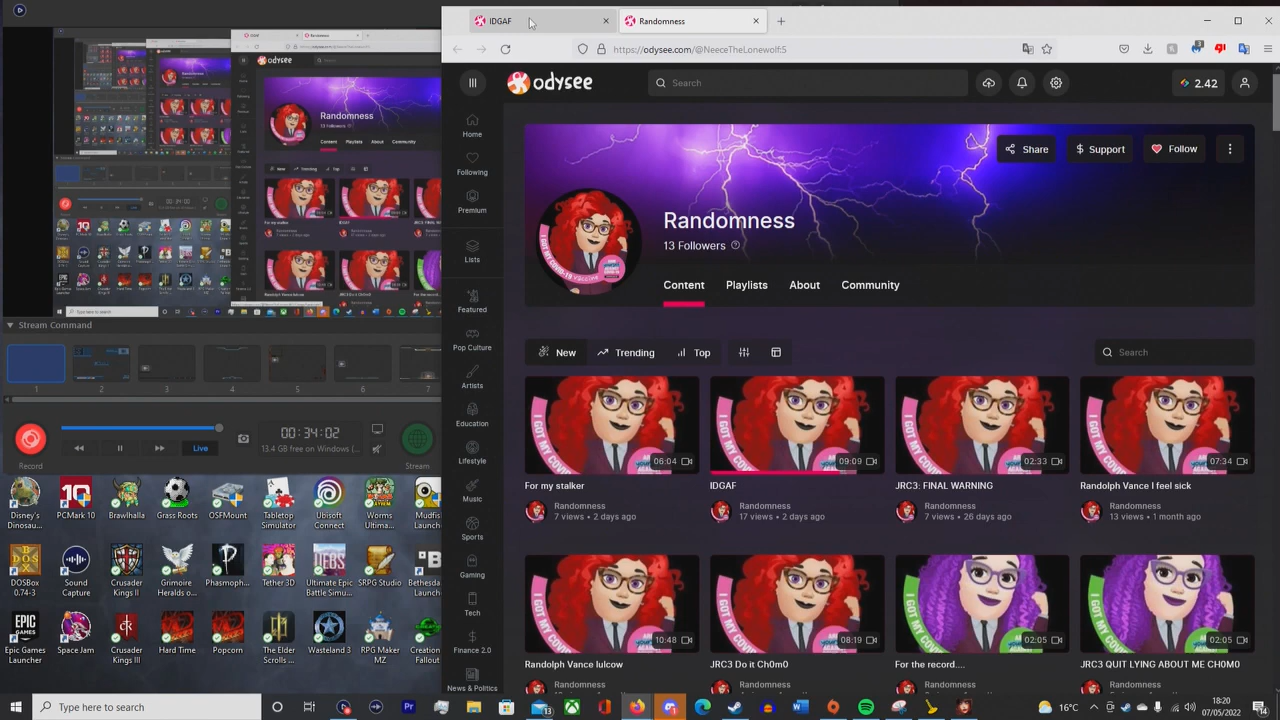 IDGAF
Randomness
https://odysee.com/@NeeceTheLonewolf:5
odysee
Search
2.42
Home
Following
Premium
Lists
Featured
Pop Culture
Artists
Education
Lifestyle
Music
Sports
Gaming
Tech
Finance 2.0
News & Politics
Share
Support
Follow
Randomness
13 Followers
Playlists
About
Community
New
Trending
Top
Search
I GOT MY
06:04
09:09
02:33
07:34
For my stalker
IDGAF
JRC3: FINAL WARNING
Randolph Vance I feel sick
Randomness
7 views • 2 days ago
Randomness
17 views • 2 days ago
Randomness
7 views • 26 days ago
Randomness
13 views • 1 month ago
10:48
08:19
02:05
02:05
Randolph Vance lulcow
JRC3 Do it Ch0m0
For the record....
JRC3 QUIT LYING ABOUT ME CH0M0
Randomness
Randomness
Randomness
Randomness
Stream Command
1
2
3
4
5
6
7
00:34:02
13.4 GB free on Windows (...
Live
Record
Stream
Disney's Dinosau...
PCMark 10
Brawlhalla
Grass Roots
OSFMount
Tabletop Simulator
Ubisoft Connect
Worms Ultima...
Mudfis Launch
DOSBox 0.74-3
Sound Capture
Crusader Kings II
Grimoire Heralds o...
Phasmoph...
Tether 3D
Ultimate Epic Battle Simu...
SRPG Studio
Bethesda Launch
Epic Games Launcher
Space Jam
Crusader Kings III
Hard Time
Popcorn
The Elder Scrolls ...
Wasteland 3
RPG Maker MZ
Creation Fallout
Type here to search
16°C
18:20
07/05/2022